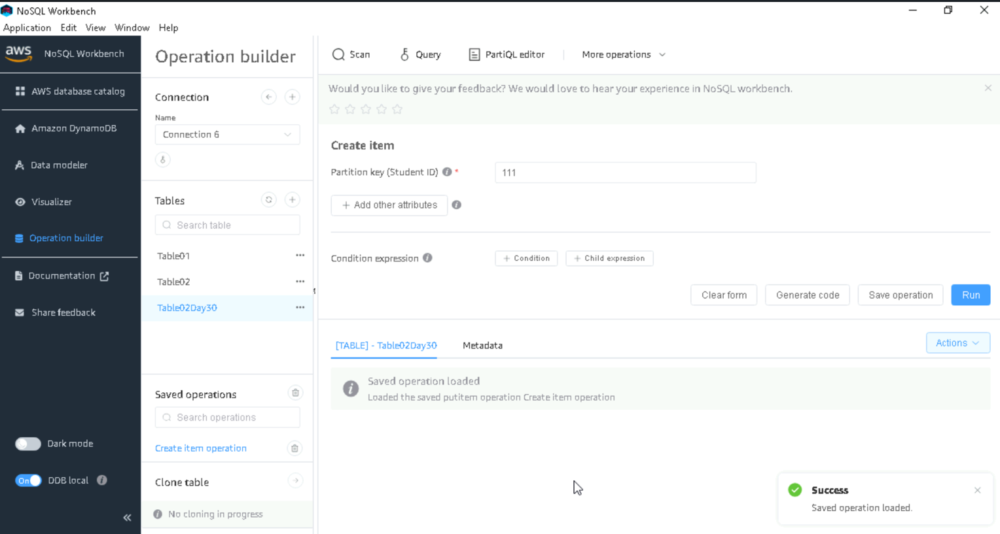 NoSQL Workbench
Application Edit View Window Help
aws NoSQL Workbench
AWS database catalog
Amazon DynamoDB
Data modeler
Visualizer
Operation builder
Documentation
Share feedback
Dark mode
On DDB local
Operation builder
Connection
Name
Connection 6
Tables
Search table
Table01
Table02
Table02Day30
Saved operations
Search operations
Create item operation
Clone table
No cloning in progress
Scan Query PartiQL editor More operations
Would you like to give your feedback? We would love to hear your experience in NoSQL workbench.
Create item
Partition key (Student ID) * 111
+ Add other attributes
Condition expression + Condition + Child expression
Clear form Generate code Save operation Run
[TABLE] - Table02Day30 Metadata Actions
Saved operation loaded
Loaded the saved putitem operation Create item operation
Success
Saved operation loaded.